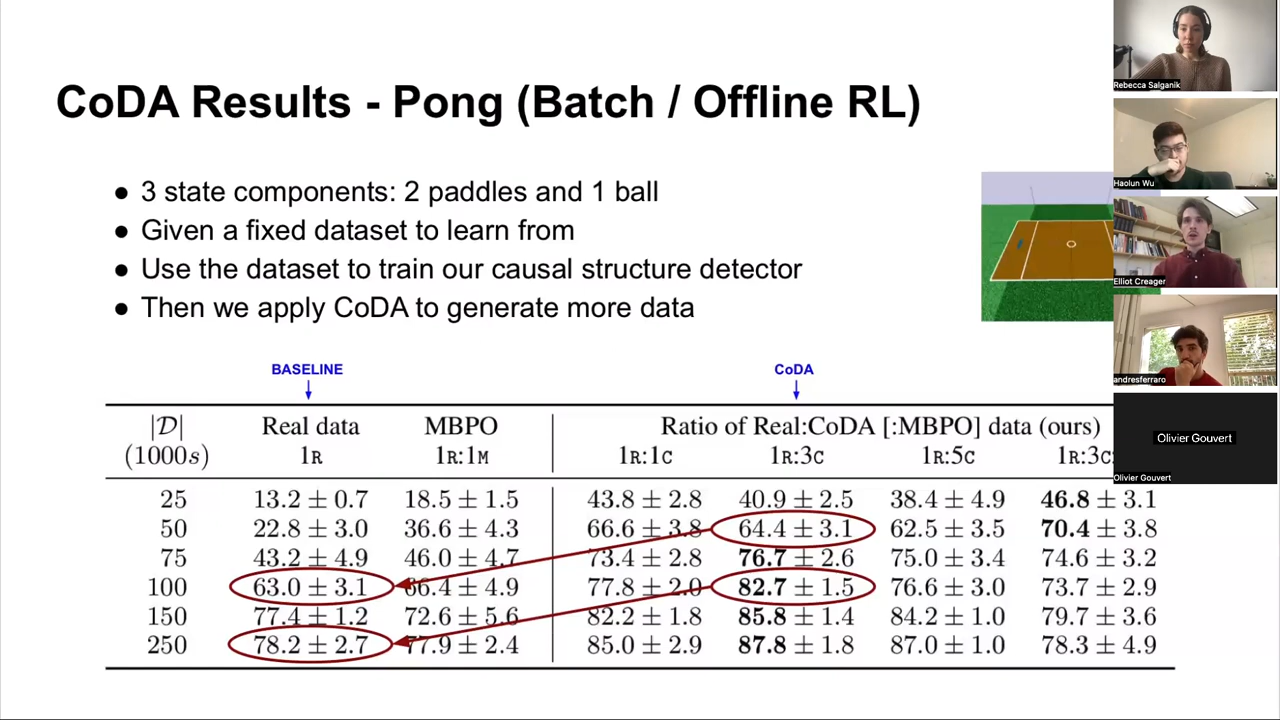 CoDA Results - Pong (Batch / Offline RL)
● 3 state components: 2 paddles and 1 ball
● Given a fixed dataset to learn from
● Use the dataset to train our causal structure detector
● Then we apply CoDA to generate more data
BASELINE CoDA
|D| Real data MBPO Ratio of Real:CoDA [:MBPO] data (ours)
(1000s) 1R 1R:1M 1R:1C 1R:3C 1R:5C 1R:3C
25 13.2 ± 0.7 18.5 ± 1.5 43.8 ± 2.8 40.9 ± 2.5 38.4 ± 4.9 46.8 ± 3.1
50 22.8 ± 3.0 36.6 ± 4.3 66.6 ± 3.8 64.4 ± 3.1 62.5 ± 3.5 70.4 ± 3.8
75 43.2 ± 4.9 46.0 ± 4.7 73.4 ± 2.8 76.7 ± 2.6 75.0 ± 3.4 74.6 ± 3.2
100 63.0 ± 3.1 66.4 ± 4.9 77.8 ± 2.0 82.7 ± 1.5 76.6 ± 3.0 73.7 ± 2.9
150 77.4 ± 1.2 72.6 ± 5.6 82.2 ± 1.8 85.8 ± 1.4 84.2 ± 1.0 79.7 ± 3.6
250 78.2 ± 2.7 77.9 ± 2.4 85.0 ± 2.9 87.8 ± 1.8 87.0 ± 1.0 78.3 ± 4.9
Rebecca Salganik
Haolun Wu
Elliot Creager
andresferraro
Olivier Gouvert
Olivier Gouvert